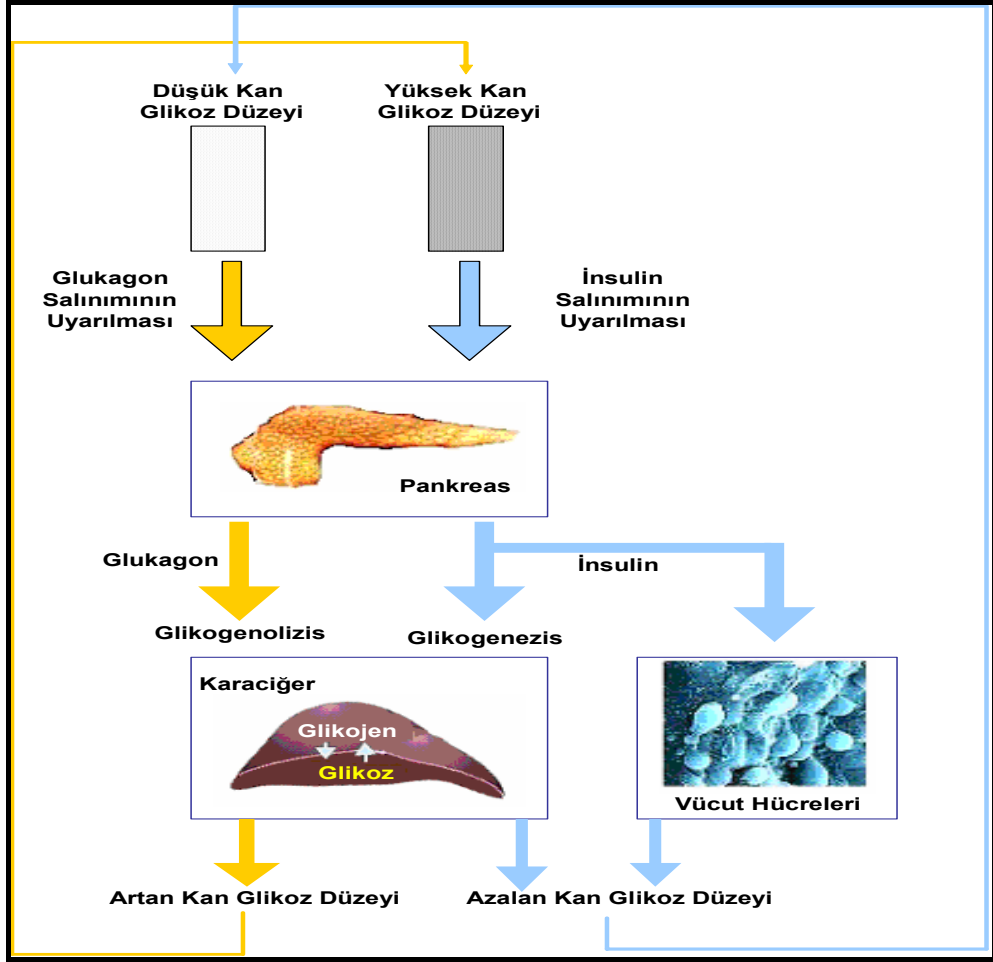 Düşük Kan
Glikoz Düzeyi
Yüksek Kan
Glikoz Düzeyi
Glukagon
Salınımının
Uyarılması
İnsulin
Salınımının
Uyarılması
Pankreas
Glukagon
İnsulin
Glikogenolizis
Glikogenezis
Karaciğer
Glikojen
Glikoz
Vücut Hücreleri
Artan Kan Glikoz Düzeyi
Azalan Kan Glikoz Düzeyi